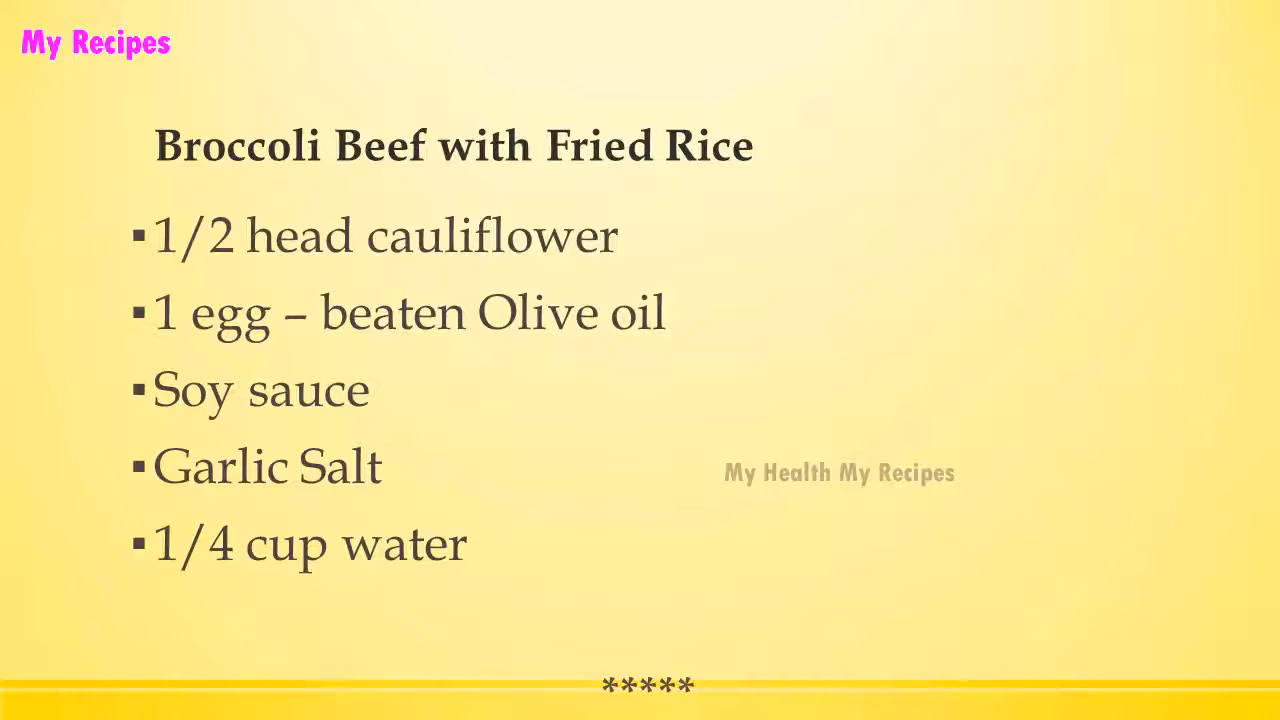 My Recipes
Broccoli Beef with Fried Rice
▪1/2 head cauliflower
▪1 egg – beaten Olive oil
▪Soy sauce
▪Garlic Salt
My Health My Recipes
▪1/4 cup water
*****